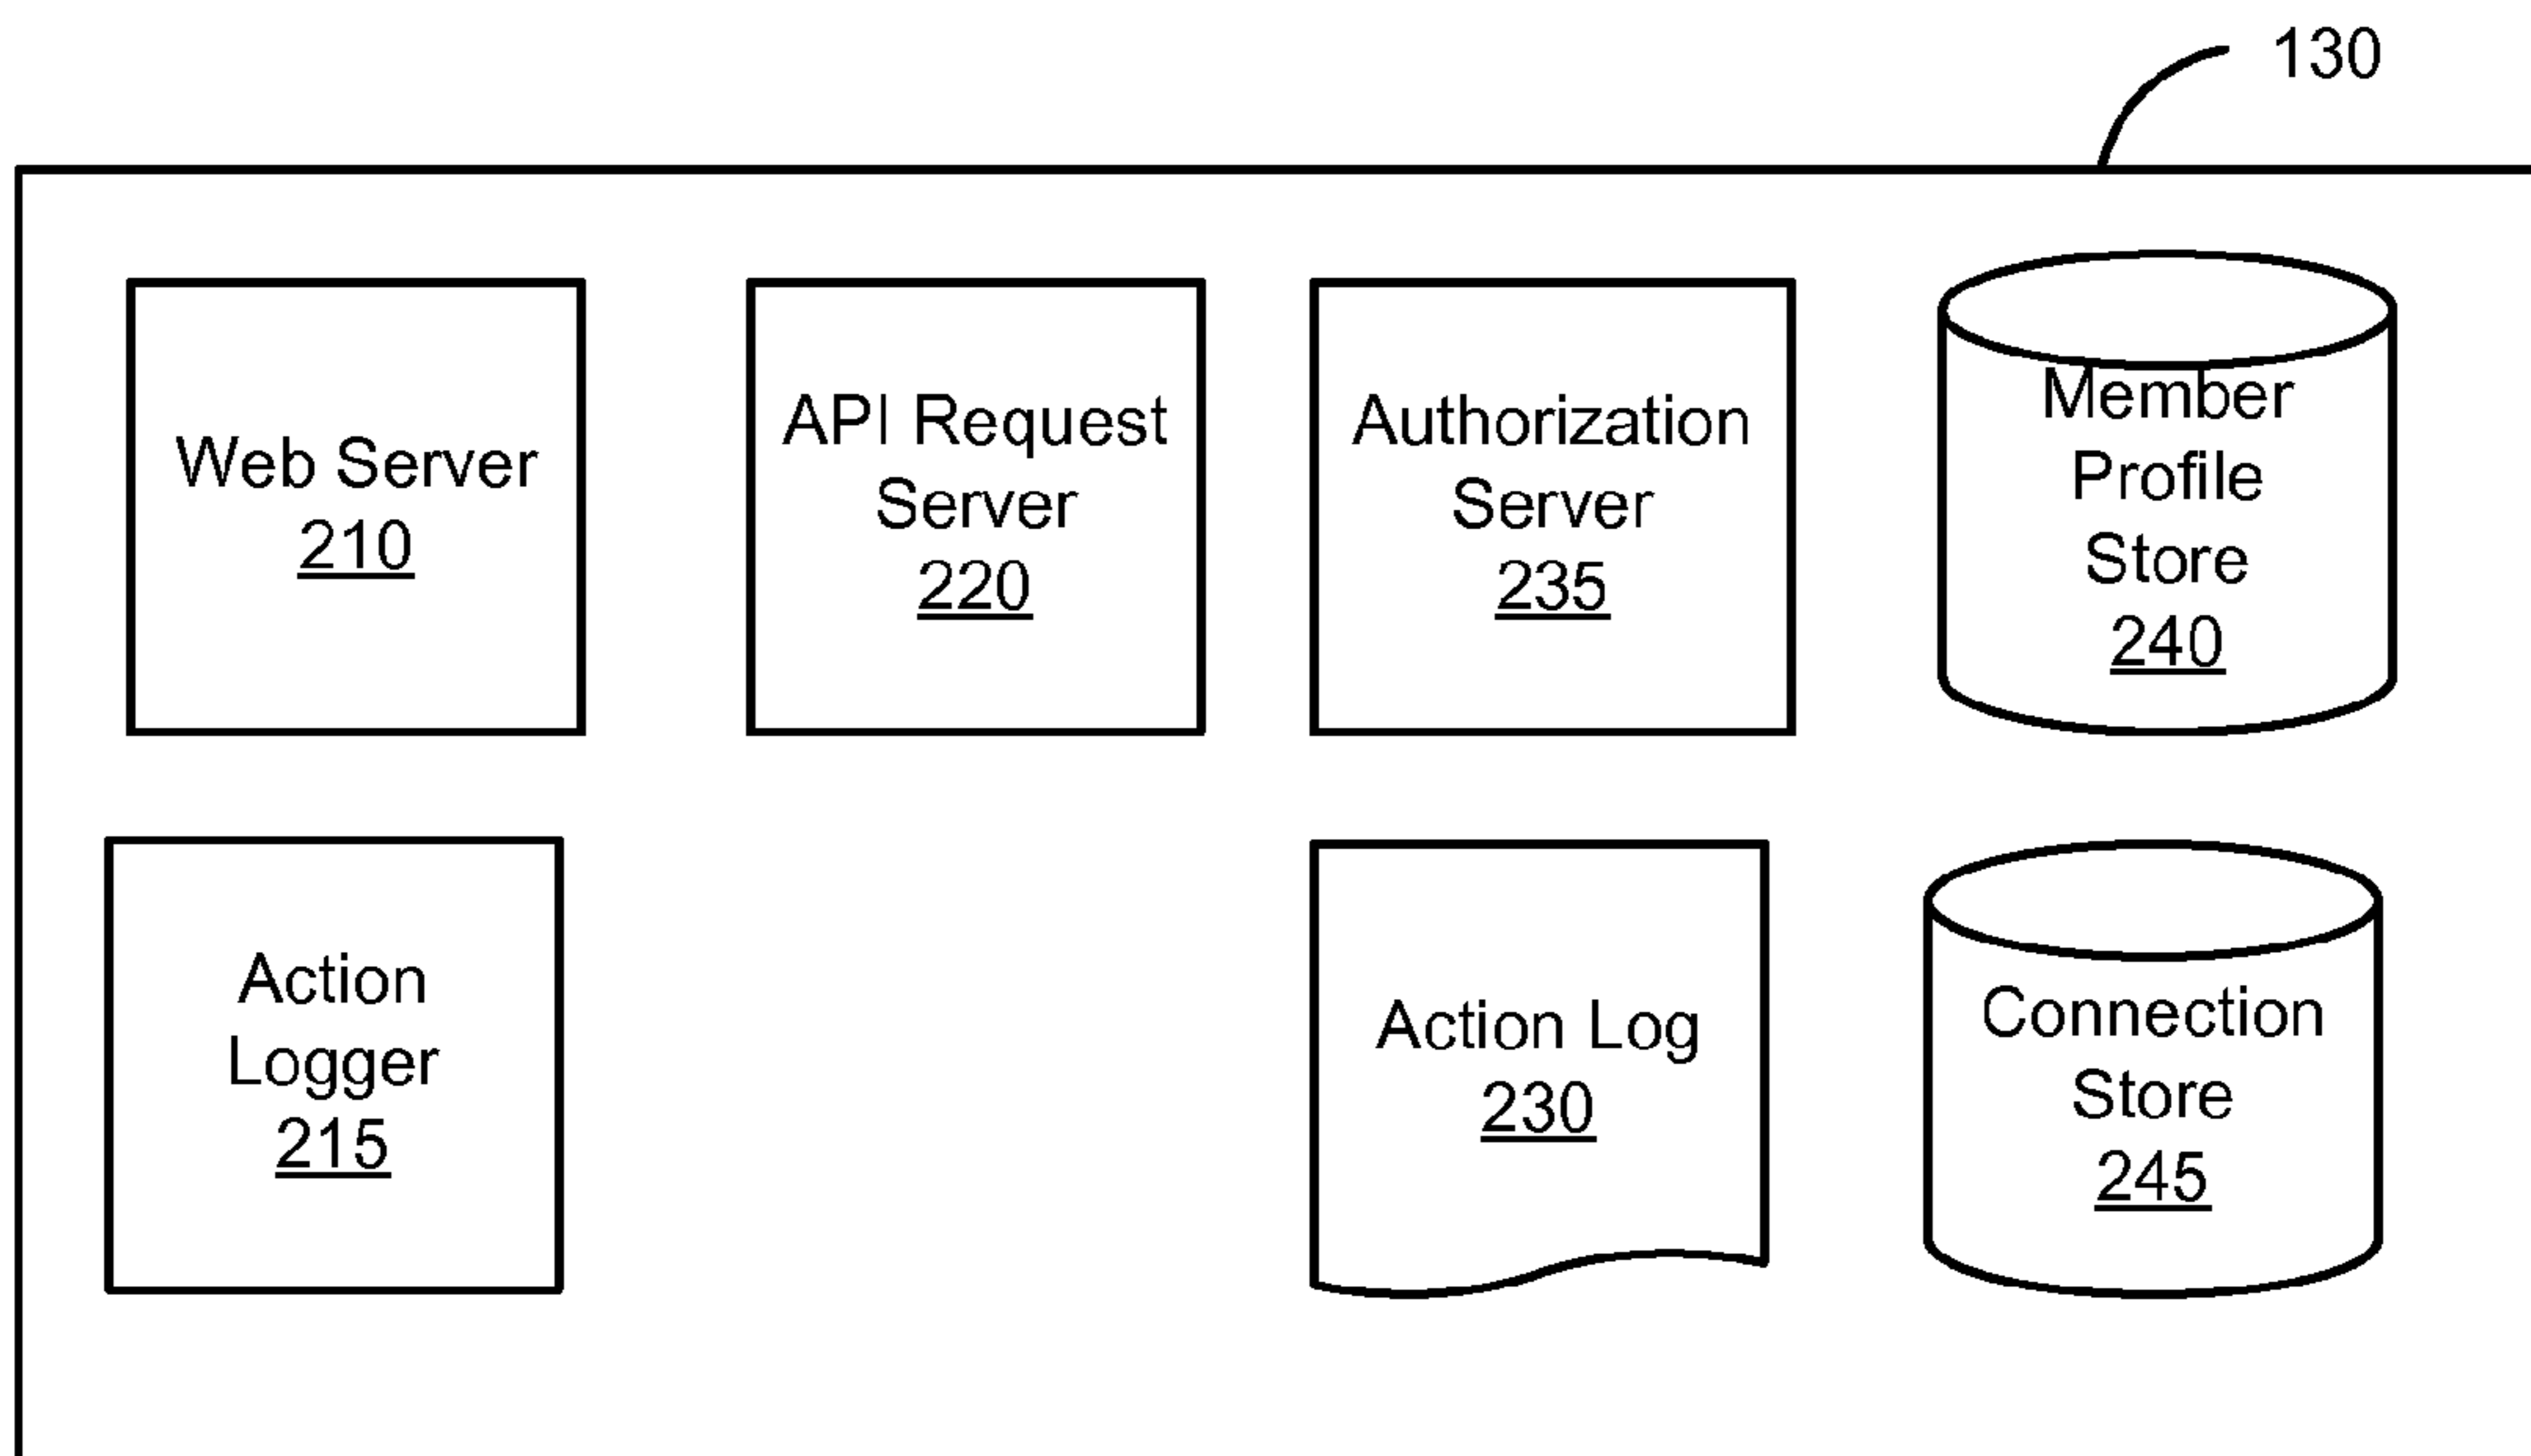 130
Web Server
210
API Request
Server
220
Authorization
Server
235
Member
Profile
Store
240
Action
Logger
215
Action Log
230
Connection
Store
245